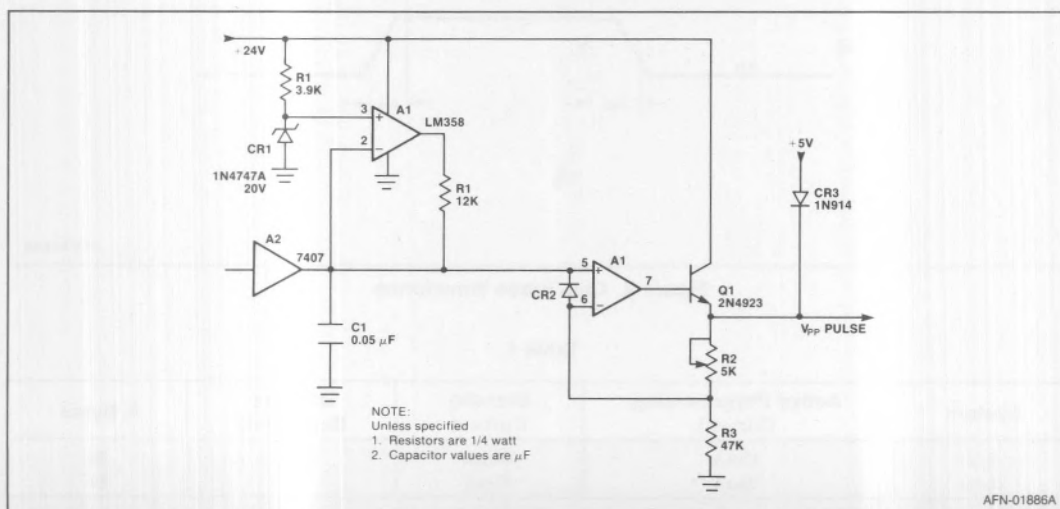 +24V
R1
3.9K
3
+
A1
LM358
2
−
CR1
1N4747A
20V
R1
12K
+5V
CR3
1N914
A2
7407
5
+
A1
7
CR2
6
−
Q1
2N4923
VPP PULSE
C1
0.05 μF
R2
5K
R3
47K
NOTE:
Unless specified
1. Resistors are 1/4 watt
2. Capacitor values are μF
AFN-01886A